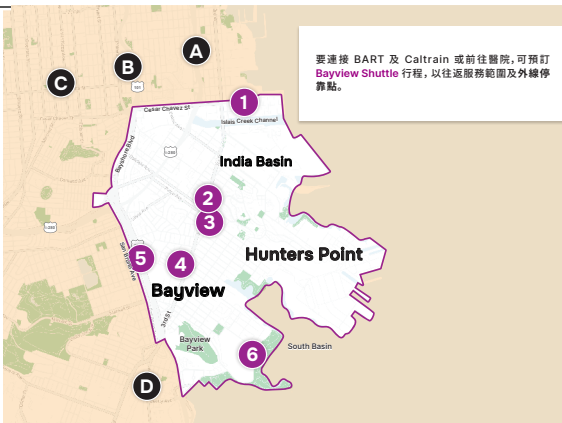 A
B
C
要連接 BART 及 Caltrain 或前往醫院，可預訂
Bayview Shuttle 行程，以往返服務範圍及外線停
靠點。
101
1
Cesar Chavez St
Islais Creek Channel
Bayshore Blvd
I-280
India Basin
2
3
I-280
Hunters Point
San Bruno Ave
5
4
Bayview
3rd St
Bayview
Park
South Basin
6
D